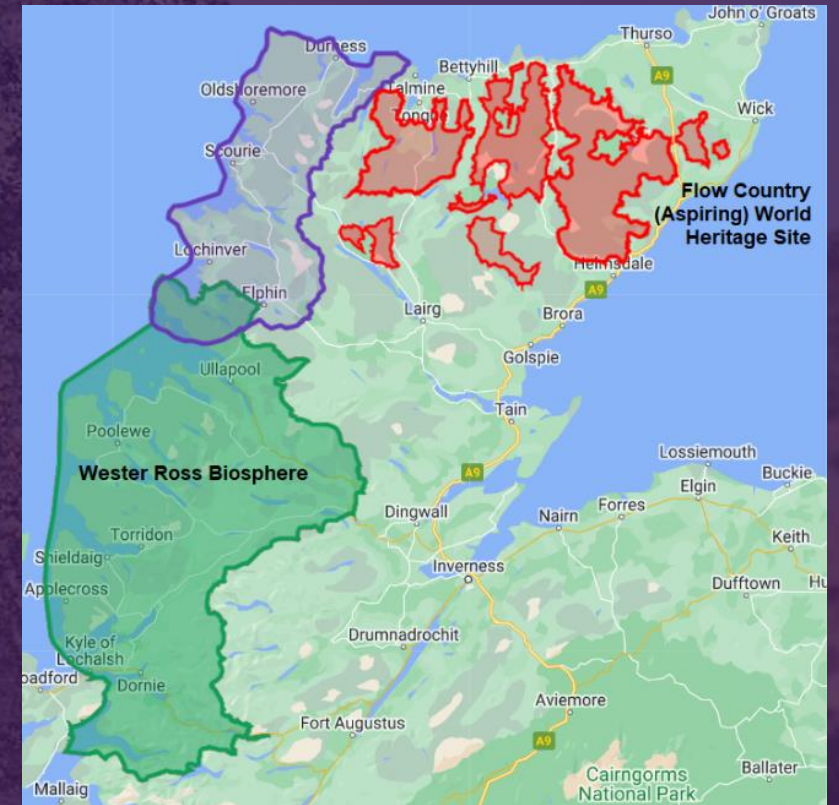 John o' Groats
Thurso
Durness
Bettyhill
A9
Oldshoremore
Talmine
Tongue
Wick
Scourie
Flow Country
(Aspiring) World
Heritage Site
Lochinver
Helmsdale
Elphin
A9
Lairg
Brora
Golspie
Ullapool
Tain
Poolewe
Lossiemouth
Wester Ross Biosphere
A9
Buckie
Elgin
Dingwall
Forres
Nairn
Torridon
Keith
Shieldaig
Inverness
Dufftown
Hu
Applecross
Drumnadrochit
Kyle of
Lochalsh
oadford
Dornie
Aviemore
Fort Augustus
A9
Ballater
Cairngorms
National Park
Mallaig